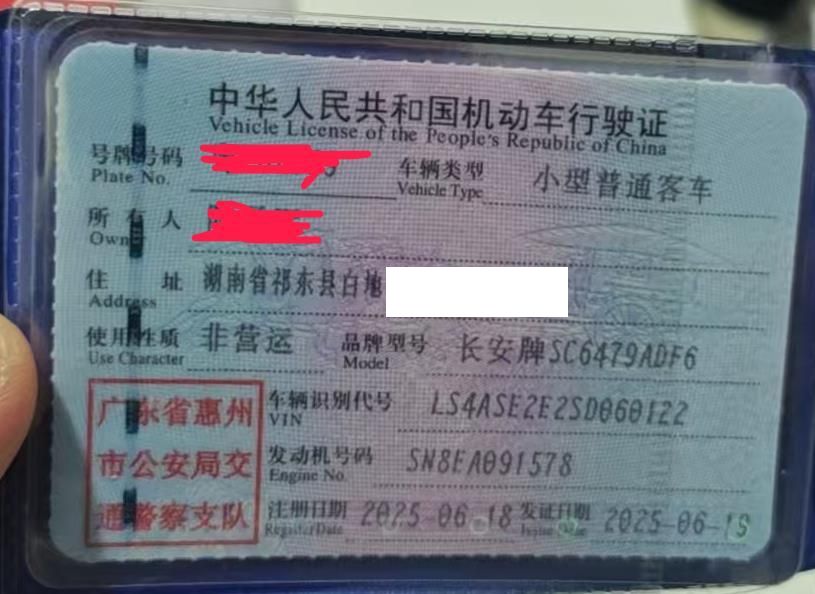 中华人民共和国机动车行驶证
Vehicle License of the People's Republic of China
号牌号码
Plate No.
车辆类型 小型普通客车
Vehicle Type
所有人
Owner
住址 湖南省祁东县白地
Address
使用性质 非营运 品牌型号 长安牌SC6479ADF6
Use Character Model
广东省惠州
市公安局交
通警察支队
车辆识别代号 LS4ASE2E2SD060122
VIN
发动机号码 SN8EA091578
Engine No.
注册日期 2025-06-18 发证日期 2025-06-18
Register Date Issue Date